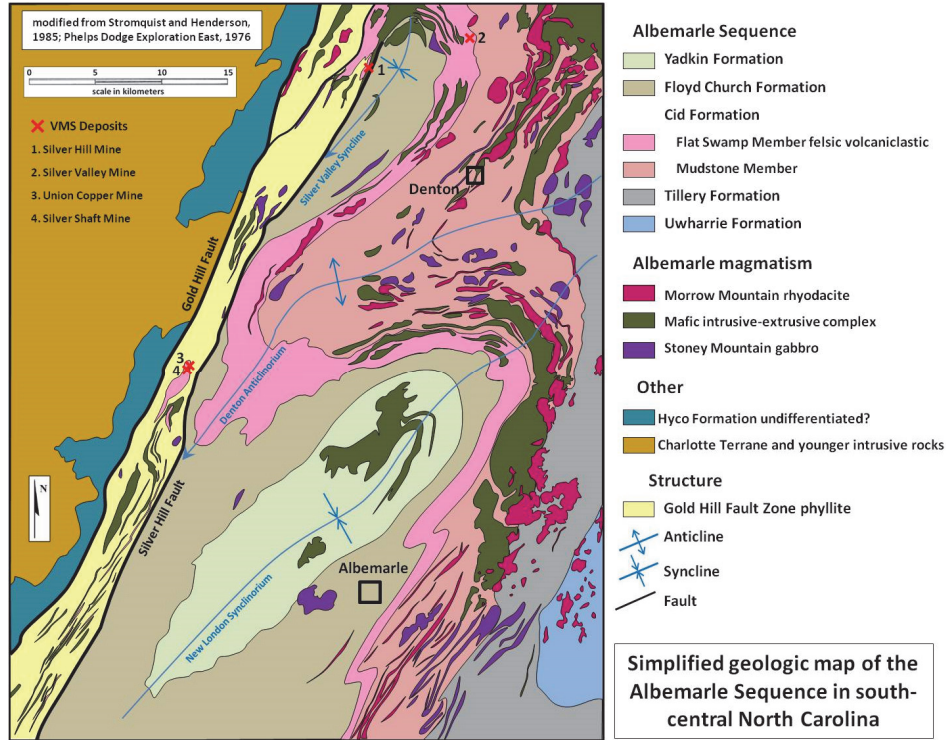 modified from Stromquist and Henderson,
1985; Phelps Dodge Exploration East, 1976
0 5 10 15
scale in kilometers
VMS Deposits
1. Silver Hill Mine
2. Silver Valley Mine
3. Union Copper Mine
4. Silver Shaft Mine
1
2
3
4
Silver Valley Syncline
Denton
Gold Hill Fault
Denton Anticlinorium
Silver Hill Fault
N
Albemarle
New London Synclinorium
Albemarle Sequence
Yadkin Formation
Floyd Church Formation
Cid Formation
Flat Swamp Member felsic volcaniclastic
Mudstone Member
Tillery Formation
Uwharrie Formation
Albemarle magmatism
Morrow Mountain rhyodacite
Mafic intrusive-extrusive complex
Stoney Mountain gabbro
Other
Hyco Formation undifferentiated?
Charlotte Terrane and younger intrusive rocks
Structure
Gold Hill Fault Zone phyllite
Anticline
Syncline
Fault
Simplified geologic map of the
Albemarle Sequence in south-
central North Carolina